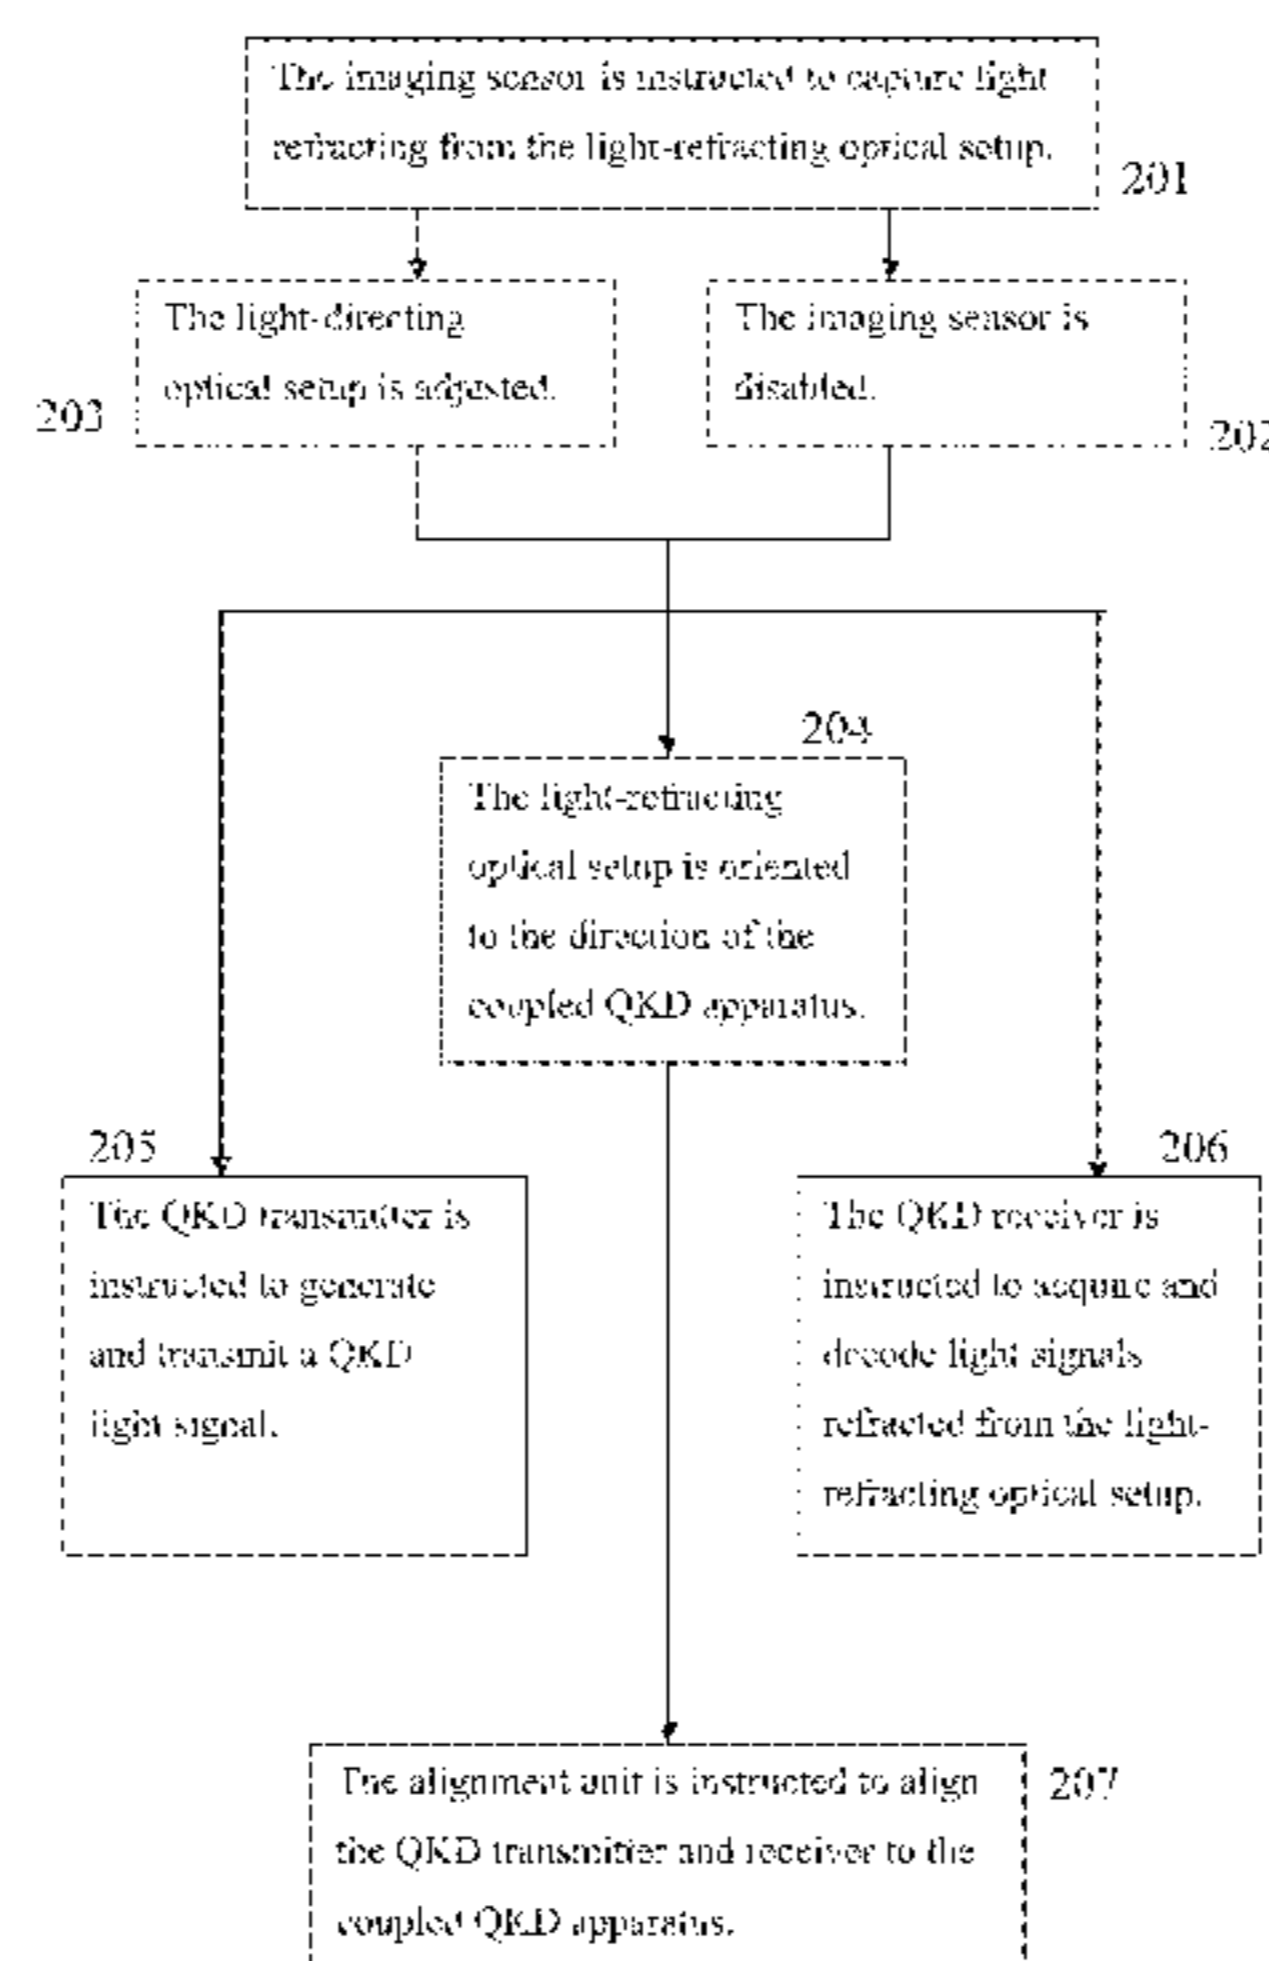 The imaging sensor is instructed to capture light
refracting from the light-refracting optical setup.
201
The light-directing
optical setup is adjusted.
203
The imaging sensor is
disabled.
202
204
The light-refracting
optical setup is oriented
to the direction of the
coupled QKD apparatus.
205
The QKD transmitter is
instructed to generate
and transmit a QKD
light signal.
206
The QKD receiver is
instructed to acquire and
decode light signals
refracted from the light-
refracting optical setup.
The alignment unit is instructed to align
the QKD transmitter and receiver to the
coupled QKD apparatus.
207